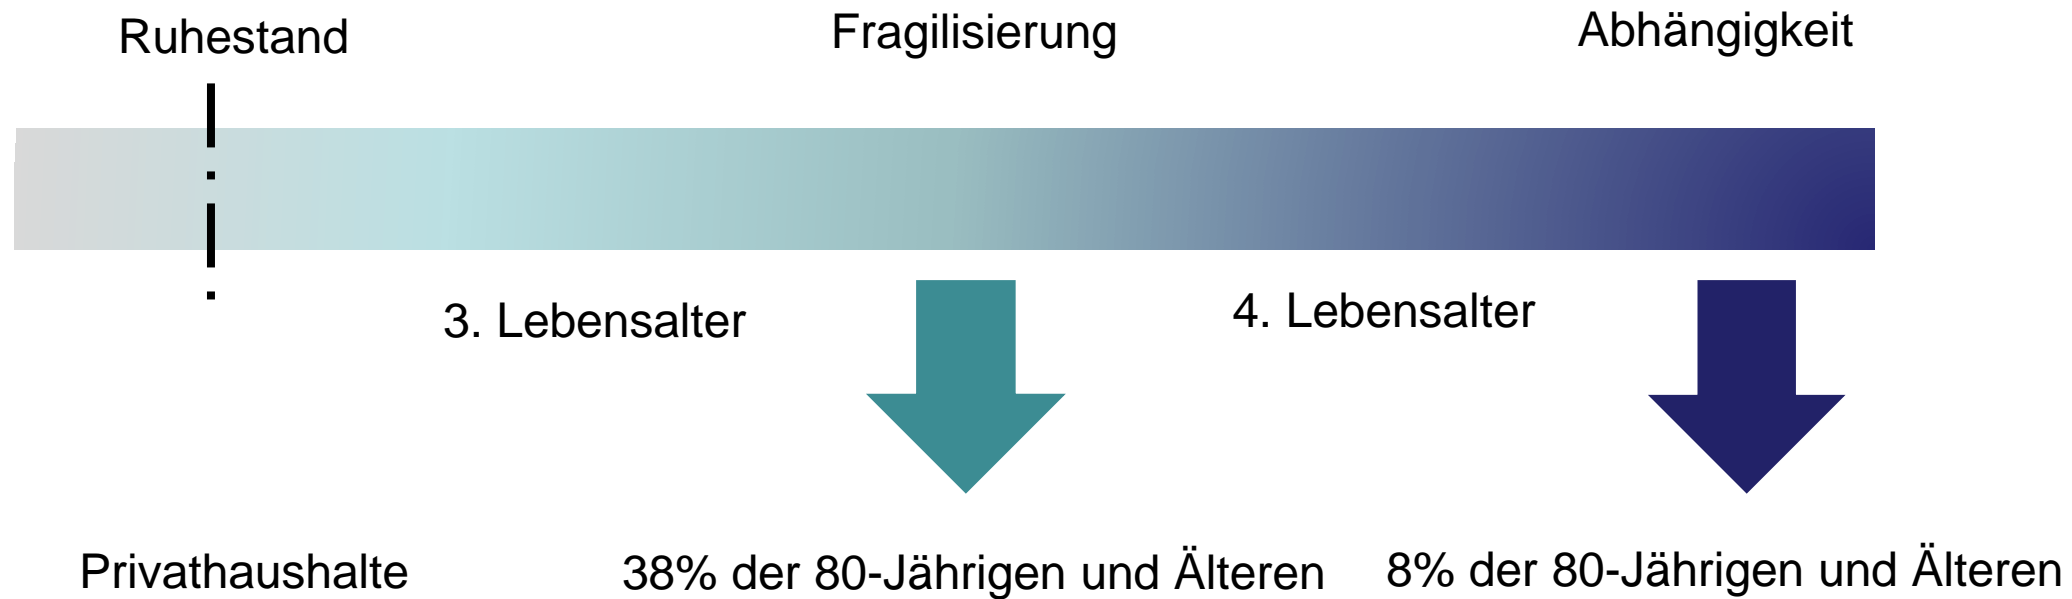 Ruhestand
Fragilisierung
Abhängigkeit
3. Lebensalter
4. Lebensalter
Privathaushalte
38% der 80-Jährigen und Älteren
8% der 80-Jährigen und Älteren